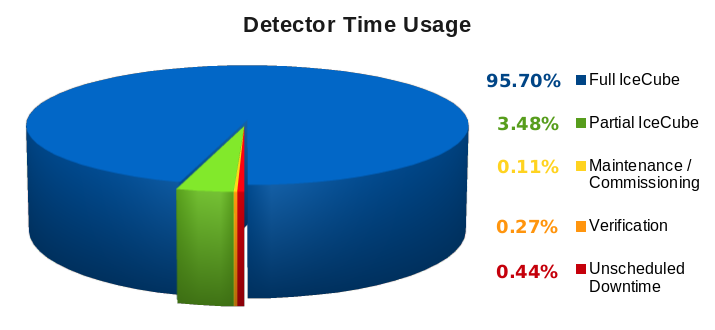 Detector Time Usage
95.70% Full IceCube
3.48% Partial IceCube
0.11% Maintenance /
Commissioning
0.27% Verification
0.44% Unscheduled
Downtime